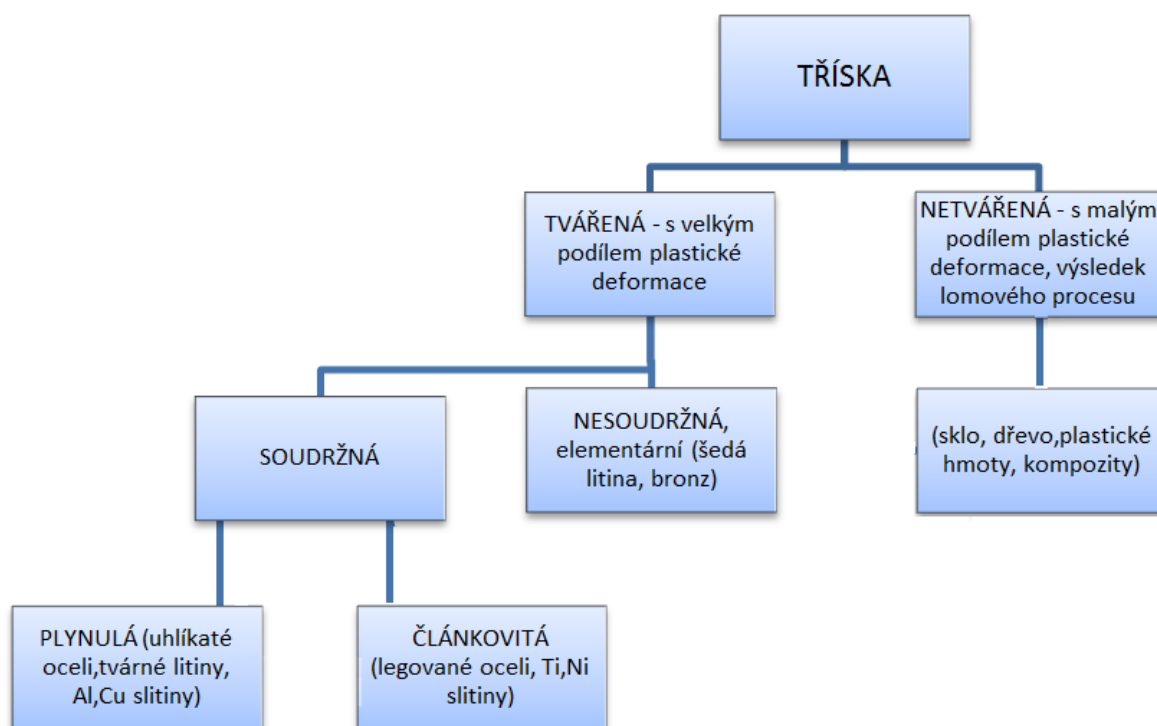 TŘÍSKA
TVÁŘENÁ - s velkým
podílem plastické
deformace
NETVÁŘENÁ - s malým
podílem plastické
deformace, výsledek
lomového procesu
SOUDRŽNÁ
NESOUDRŽNÁ,
elementární (šedá
litina, bronz)
(sklo, dřevo,plastické
hmoty, kompozity)
PLYNULÁ (uhlíkaté
oceli,tvárné litiny,
Al,Cu slitiny)
ČLÁNKOVITÁ
(legované oceli, Ti,Ni
slitiny)